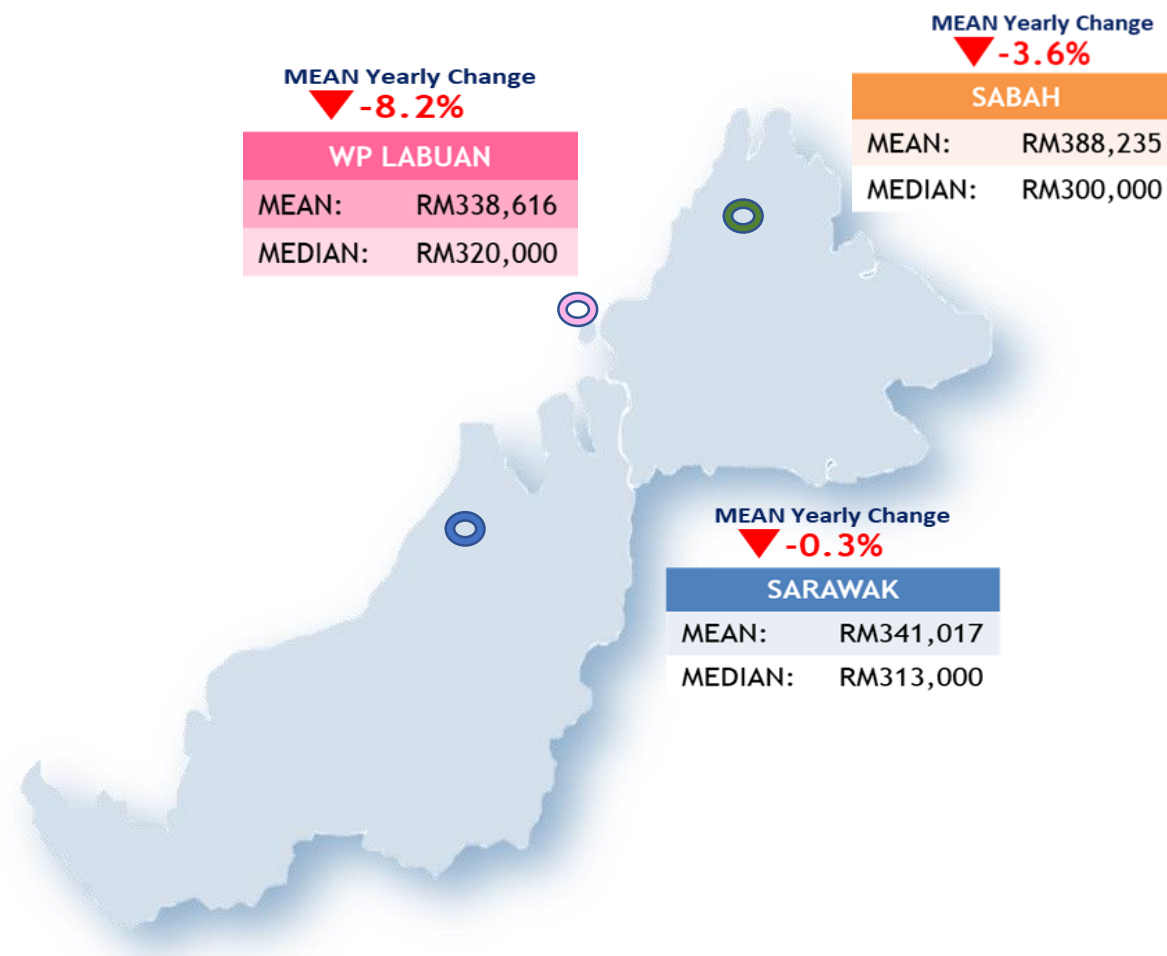 MEAN Yearly Change
-3.6%
SABAH
MEAN: RM388,235
MEDIAN: RM300,000
MEAN Yearly Change
-8.2%
WP LABUAN
MEAN: RM338,616
MEDIAN: RM320,000
MEAN Yearly Change
-0.3%
SARAWAK
MEAN: RM341,017
MEDIAN: RM313,000